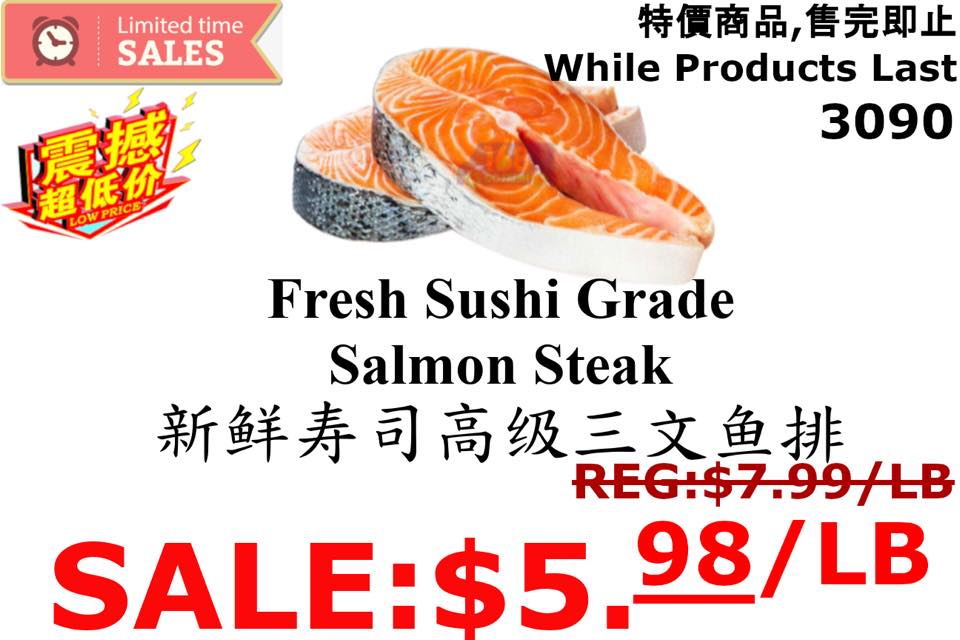 Limited time
SALES
震撼
超低价
LOW PRICE
特價商品,售完即止
While Products Last
3090
Fresh Sushi Grade
Salmon Steak
新鲜寿司高级三文鱼排
REG:$7.99/LB
SALE:$5.98/LB